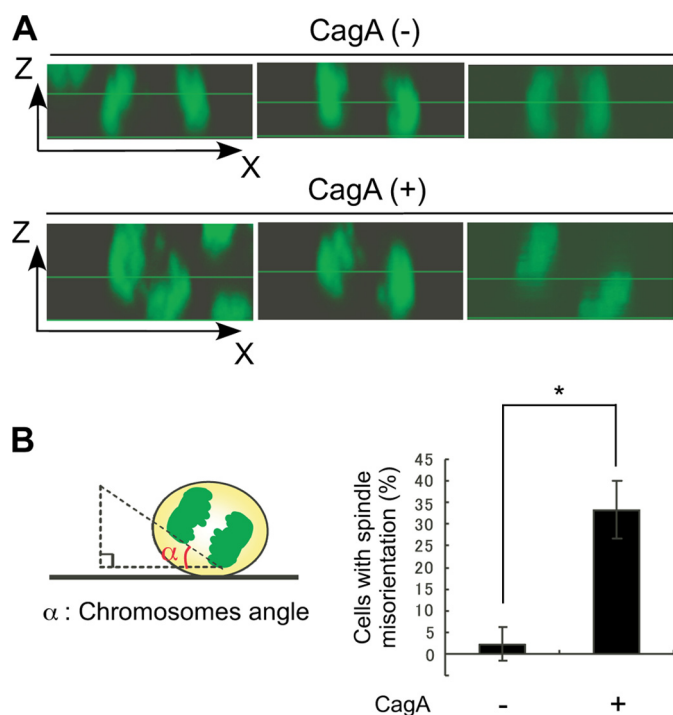 A
CagA (-)
Z
X
CagA (+)
Z
X
B
α
α : Chromosomes angle
*
Cells with spindle
misorientation (%)
45
40
35
30
25
20
15
10
5
0
CagA - +